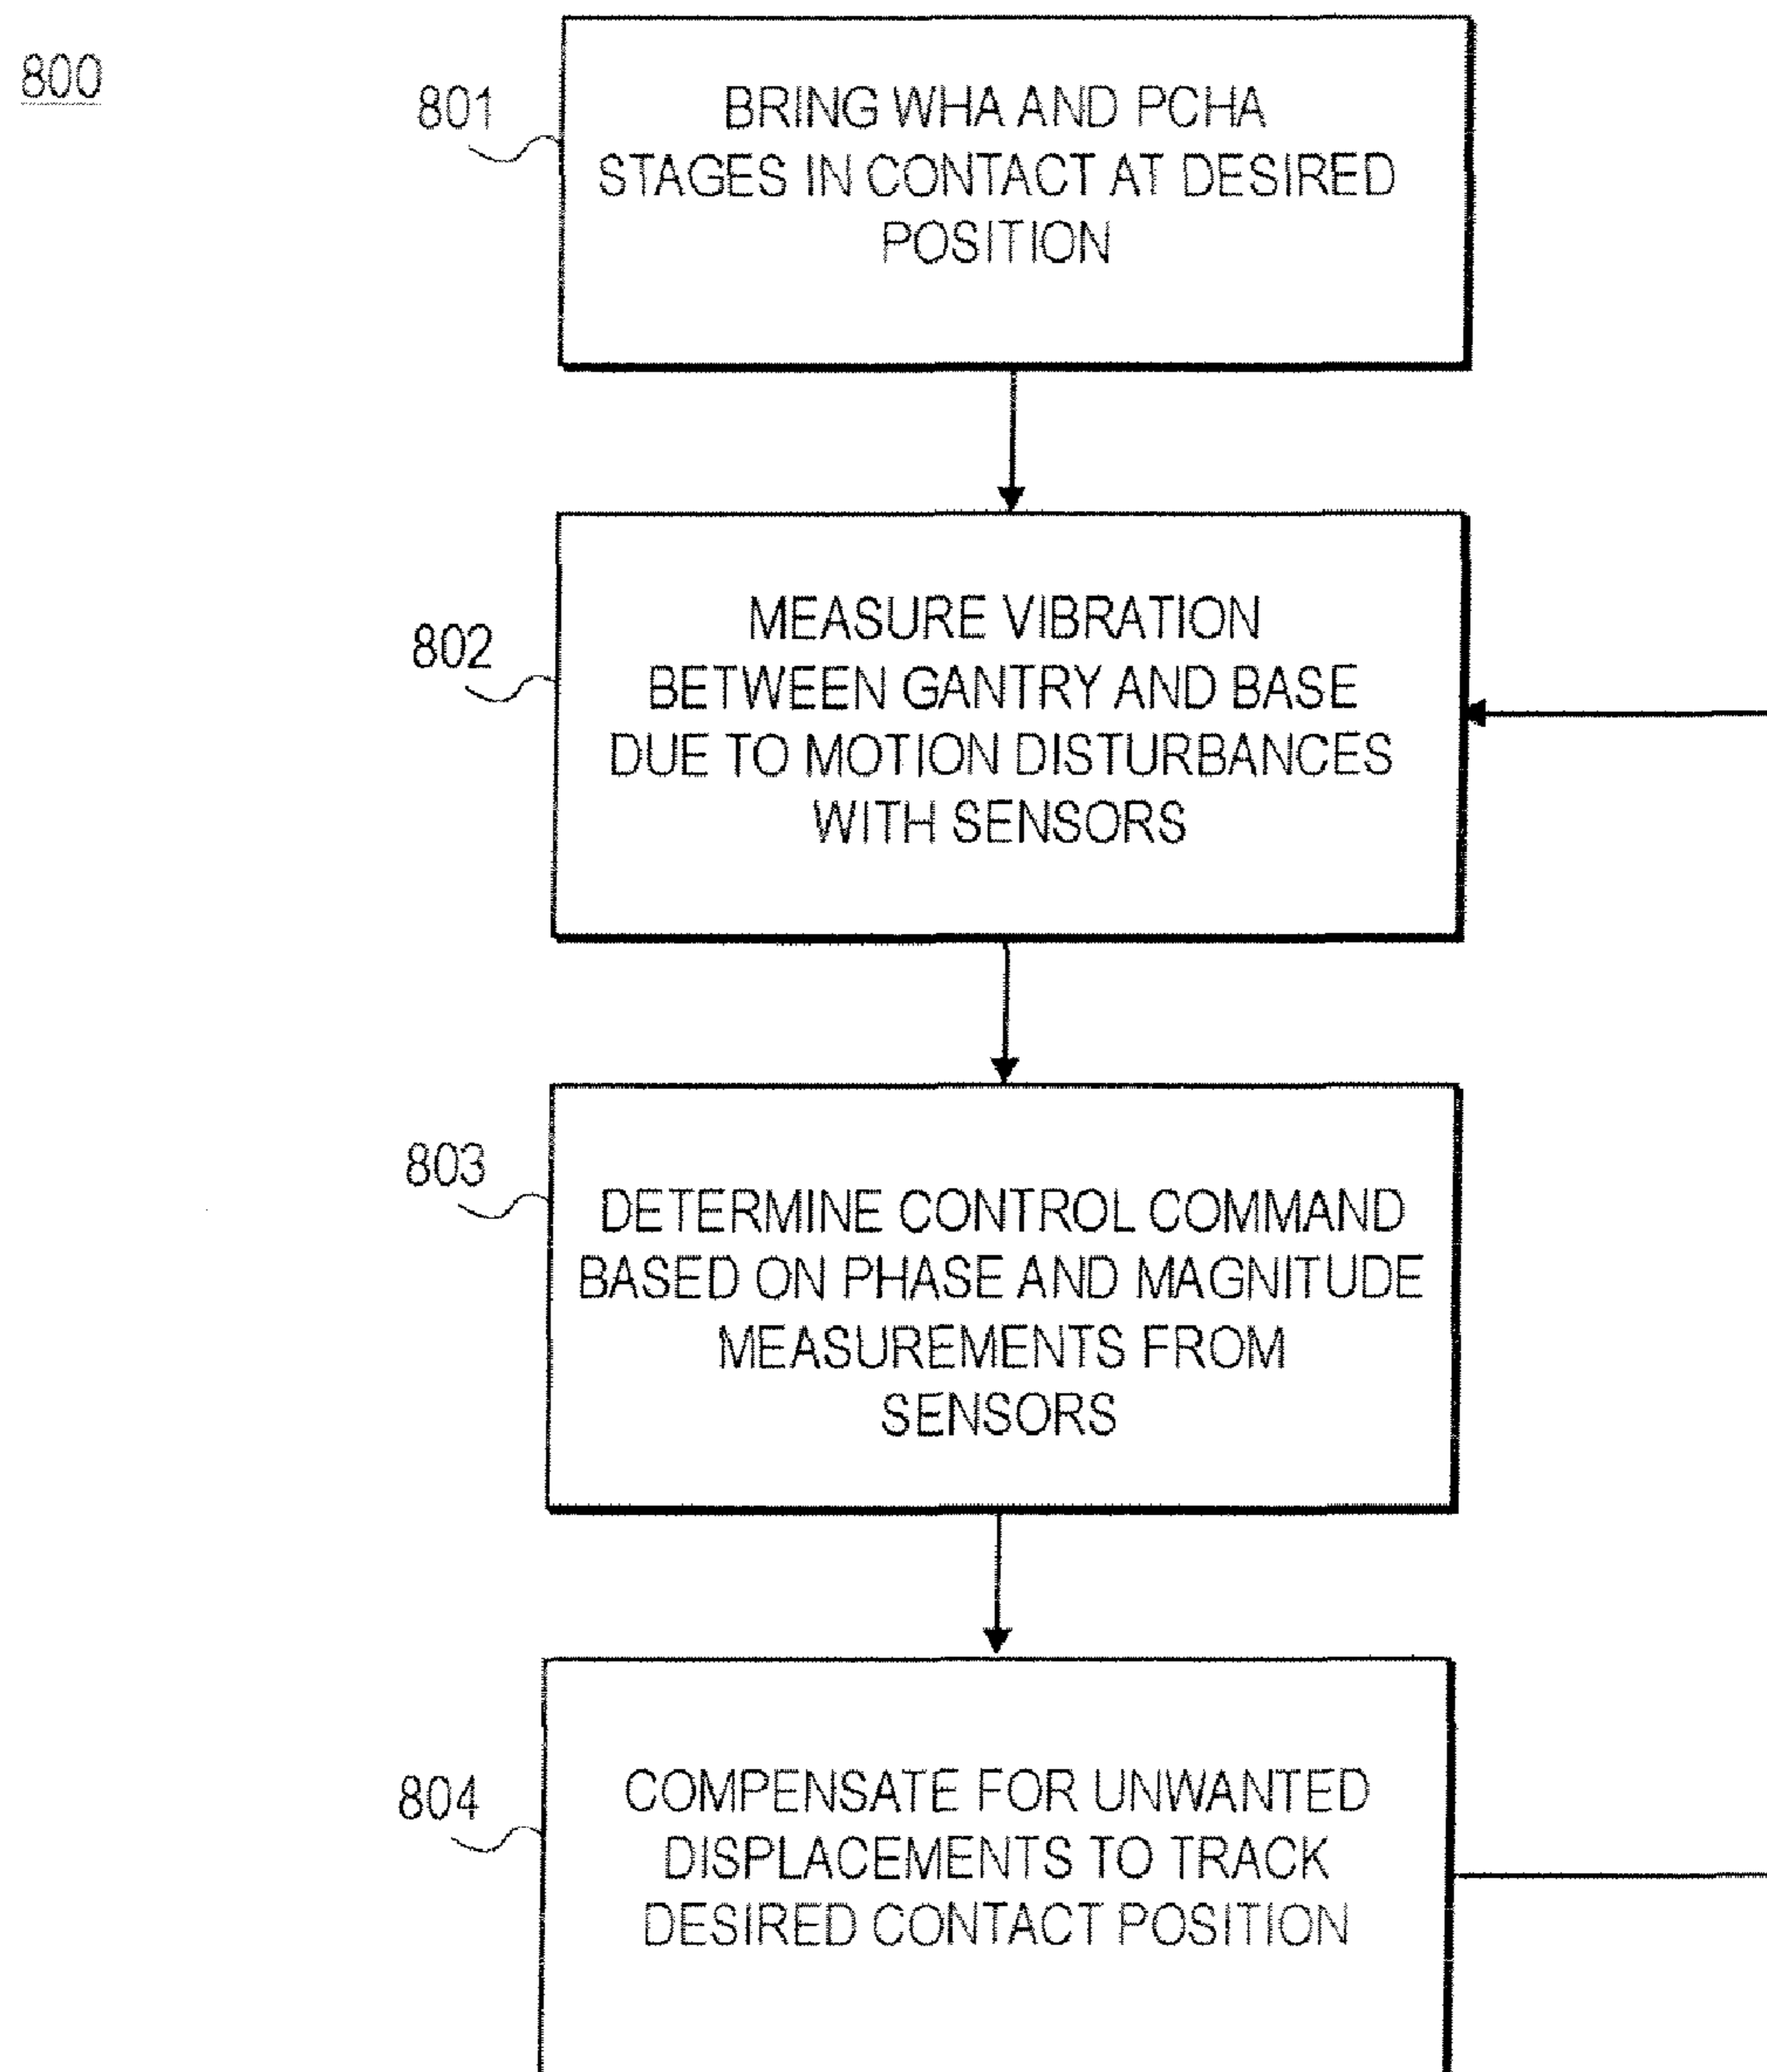 800
801
BRING WHA AND PCHA
STAGES IN CONTACT AT DESIRED
POSITION
802
MEASURE VIBRATION
BETWEEN GANTRY AND BASE
DUE TO MOTION DISTURBANCES
WITH SENSORS
803
DETERMINE CONTROL COMMAND
BASED ON PHASE AND MAGNITUDE
MEASUREMENTS FROM
SENSORS
804
COMPENSATE FOR UNWANTED
DISPLACEMENTS TO TRACK
DESIRED CONTACT POSITION